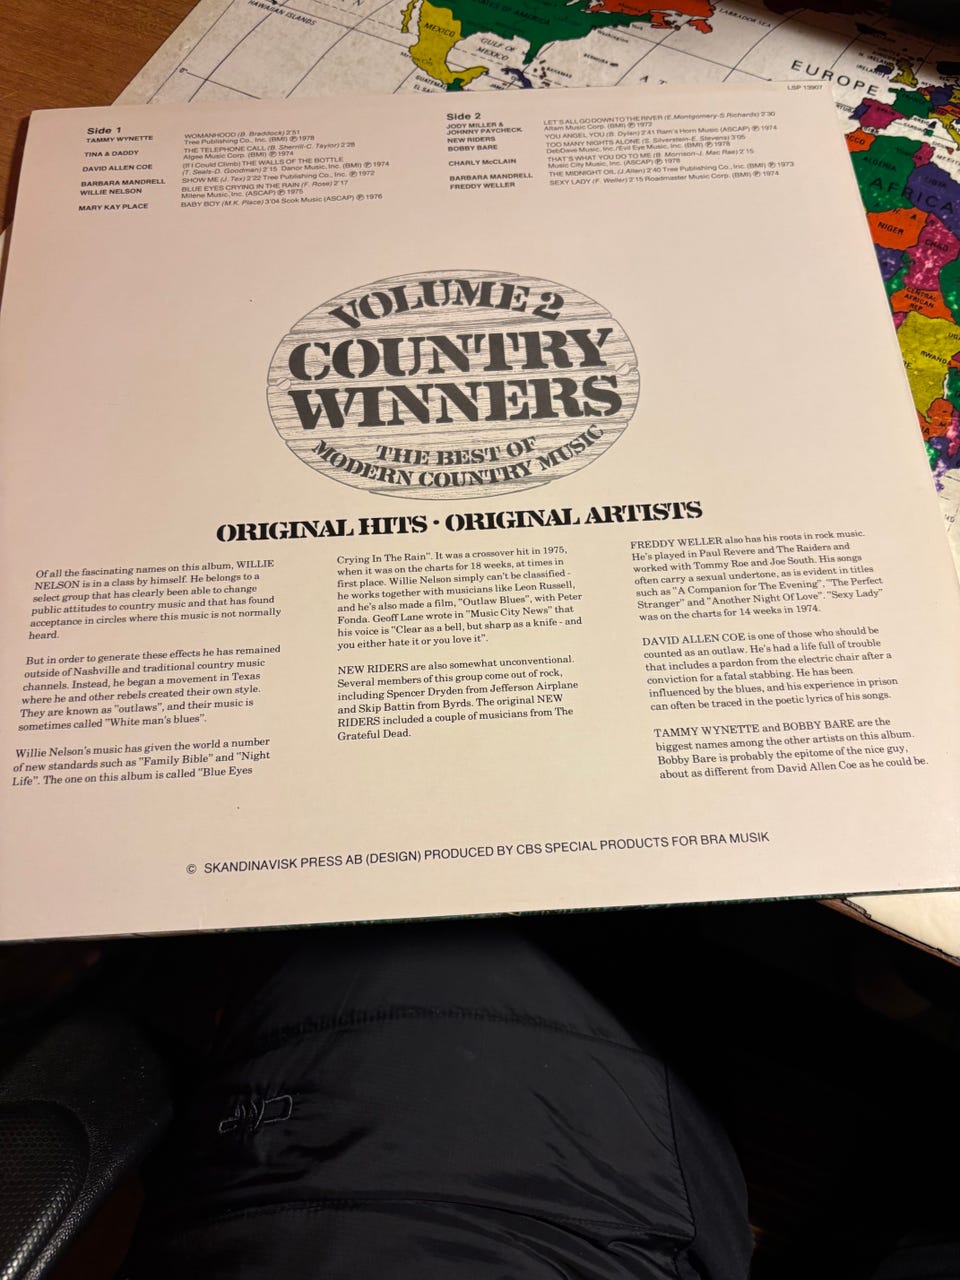 HAWAIIAN ISLANDS
MEXICO
GULF OF
MEXICO
BAHAMAS
LABRADOR SEA
EUROPE
ALGERIA
LIBYA
AFRICA
NIGER
CHAD
CENTRAL
AFRICAN
REP.
RWANDA
LSP 13907
Side 1
TAMMY WYNETTE
WOMANHOOD (B. Braddock) 2'51
Tree Publishing Co., Inc. (BMI) ℗ 1978
TINA & DADDY
THE TELEPHONE CALL (B. Sherrill-C. Taylor) 2'28
Algee Music Corp. (BMI) ℗ 1974
DAVID ALLEN COE
(If I Could Climb) THE WALLS OF THE BOTTLE
(T. Seals-D. Goodman) 2'15 Danor Music, Inc. (BMI) ℗ 1974
BARBARA MANDRELL
SHOW ME (J. Tex) 2'22 Tree Publishing Co., Inc. ℗ 1972
WILLIE NELSON
BLUE EYES CRYING IN THE RAIN (F. Rose) 2'17
Milene Music, Inc. (ASCAP) ℗ 1975
MARY KAY PLACE
BABY BOY (M.K. Place) 3'04 Sook Music (ASCAP) ℗ 1976
Side 2
JODY MILLER &
JOHNNY PAYCHECK
LET'S ALL GO DOWN TO THE RIVER (E. Montgomery-S. Richards) 2'30
Altam Music Corp. (BMI) ℗ 1972
NEW RIDERS
YOU ANGEL YOU (B. Dylan) 2'41 Ram's Horn Music (ASCAP) ℗ 1974
BOBBY BARE
TOO MANY NIGHTS ALONE (S. Silverstein-E. Stevens) 3'05
DebDave Music, Inc./Evil Eye Music, Inc. (BMI) ℗ 1978
CHARLY McCLAIN
THAT'S WHAT YOU DO TO ME (B. Morrison-J. Mac Rae) 2'15
Music City Music, Inc. (ASCAP) ℗ 1978
BARBARA MANDRELL
THE MIDNIGHT OIL (J. Allen) 2'40 Tree Publishing Co., Inc. (BMI) ℗ 1973
FREDDY WELLER
SEXY LADY (F. Weller) 2'15 Roadmaster Music Corp. (BMI) ℗ 1974
VOLUME 2
COUNTRY
WINNERS
THE BEST OF
MODERN COUNTRY MUSIC
ORIGINAL HITS · ORIGINAL ARTISTS
Of all the fascinating names on this album, WILLIE
NELSON is in a class by himself. He belongs to a
select group that has clearly been able to change
public attitudes to country music and that has found
acceptance in circles where this music is not normally
heard.
But in order to generate these effects he has remained
outside of Nashville and traditional country music
channels. Instead, he began a movement in Texas
where he and other rebels created their own style.
They are known as "outlaws", and their music is
sometimes called "White man's blues".
Willie Nelson's music has given the world a number
of new standards such as "Family Bible" and "Night
Life". The one on this album is called "Blue Eyes
Crying In The Rain". It was a crossover hit in 1975,
when it was on the charts for 18 weeks, at times in
first place. Willie Nelson simply can't be classified -
he works together with musicians like Leon Russell,
and he's also made a film, "Outlaw Blues", with Peter
Fonda. Geoff Lane wrote in "Music City News" that
his voice is "Clear as a bell, but sharp as a knife - and
you either hate it or you love it".
NEW RIDERS are also somewhat unconventional.
Several members of this group come out of rock,
including Spencer Dryden from Jefferson Airplane
and Skip Battin from Byrds. The original NEW
RIDERS included a couple of musicians from The
Grateful Dead.
FREDDY WELLER also has his roots in rock music.
He's played in Paul Revere and The Raiders and
worked with Tommy Roe and Joe South. His songs
often carry a sexual undertone, as is evident in titles
such as "A Companion for The Evening", "The Perfect
Stranger" and "Another Night Of Love". "Sexy Lady"
was on the charts for 14 weeks in 1974.
DAVID ALLEN COE is one of those who should be
counted as an outlaw. He's had a life full of trouble
that includes a pardon from the electric chair after a
conviction for a fatal stabbing. He has been
influenced by the blues, and his experience in prison
can often be traced in the poetic lyrics of his songs.
TAMMY WYNETTE and BOBBY BARE are the
biggest names among the other artists on this album.
Bobby Bare is probably the epitome of the nice guy,
about as different from David Allen Coe as he could be.
© SKANDINAVISK PRESS AB (DESIGN) PRODUCED BY CBS SPECIAL PRODUCTS FOR BRA MUSIK